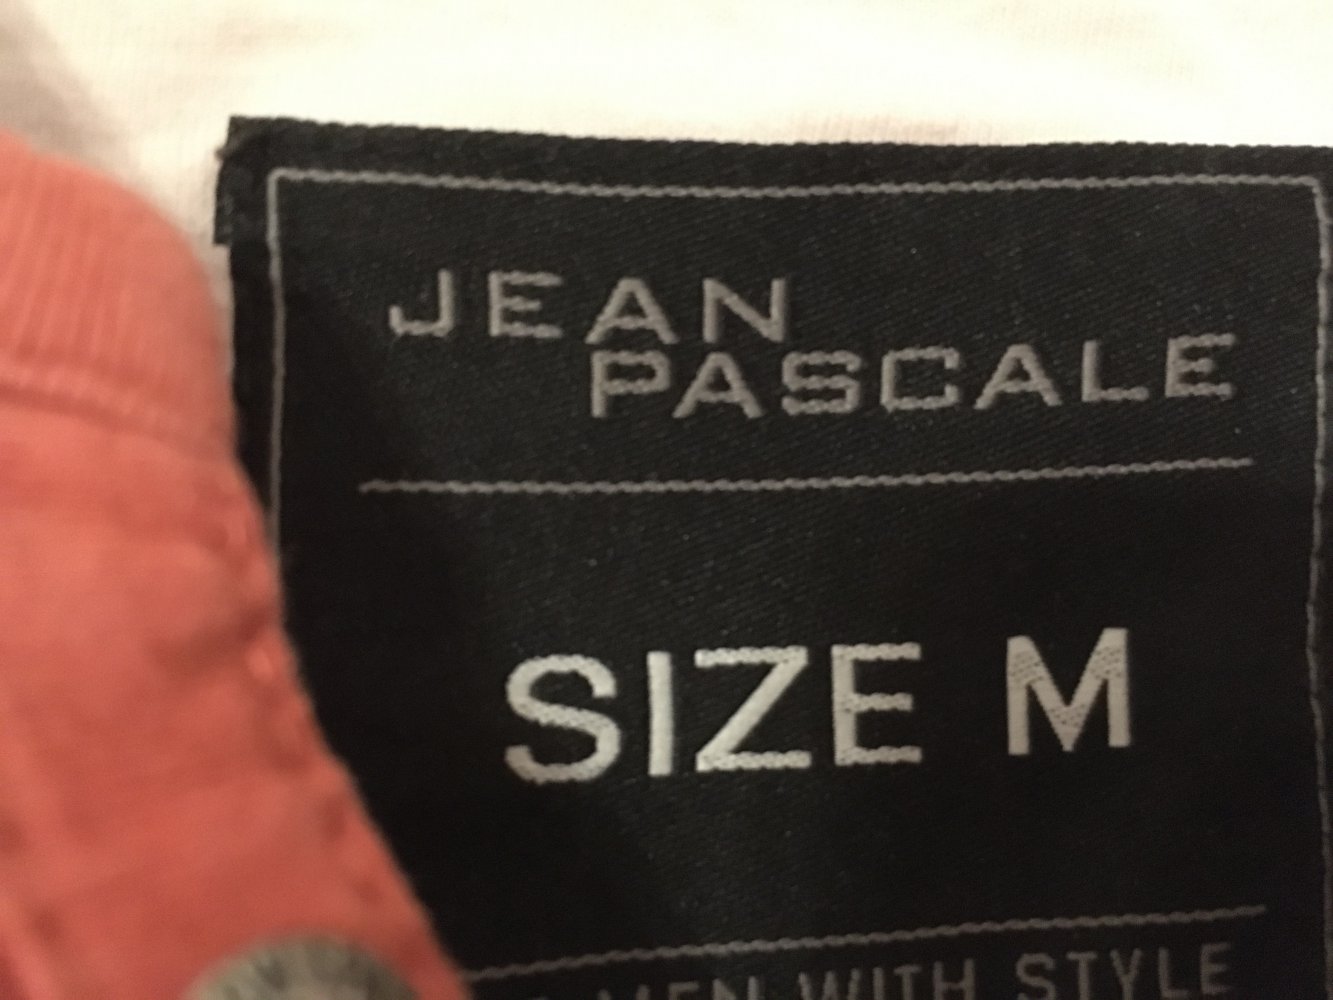 JEAN
PASCALE
SIZE M
MEN WITH STYLE